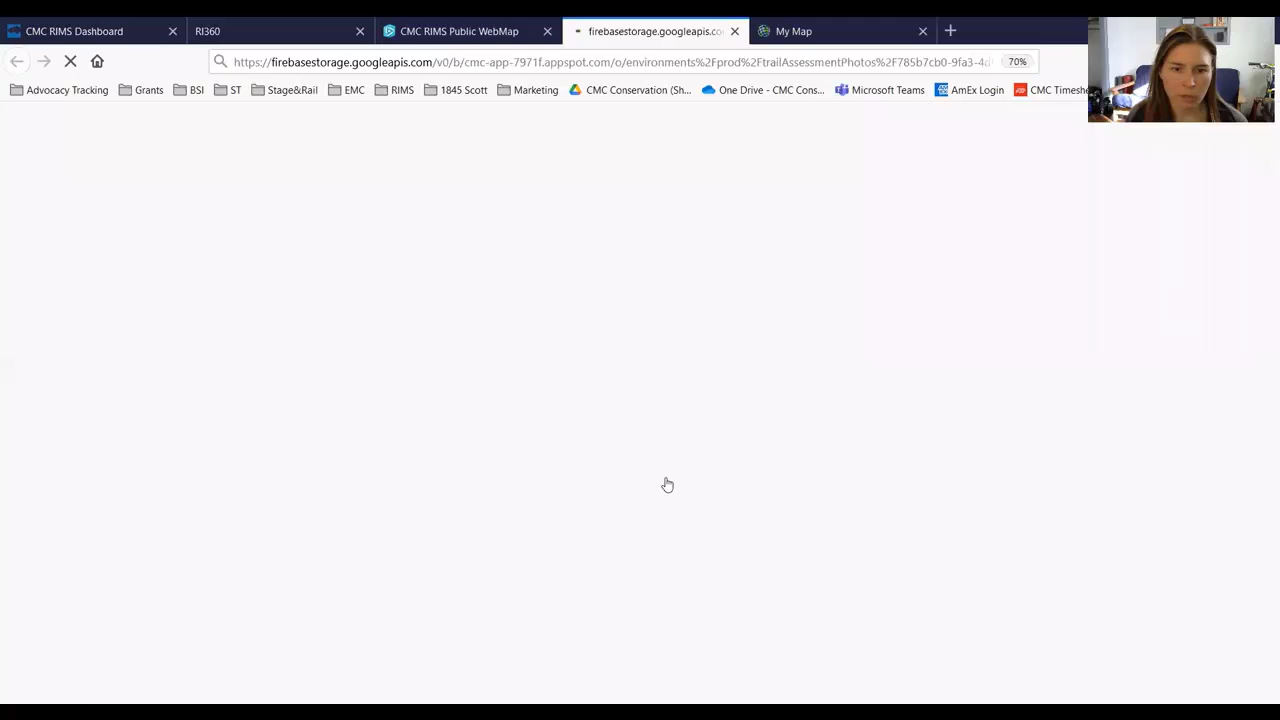 CMC RIMS Dashboard
RI360
CMC RIMS Public WebMap
firebasestorage.googleapis.co
My Map
https://firebasestorage.googleapis.com/v0/b/cmc-app-7971f.appspot.com/o/environments%2Fprod%2FtrailAssessmentPhotos%2F785b7cb0-9fa3-4d
70%
Advocacy Tracking
Grants
BSI
ST
Stage&Rail
EMC
RIMS
1845 Scott
Marketing
CMC Conservation (Sh...
One Drive - CMC Cons...
Microsoft Teams
AmEx Login
CMC Timeshe